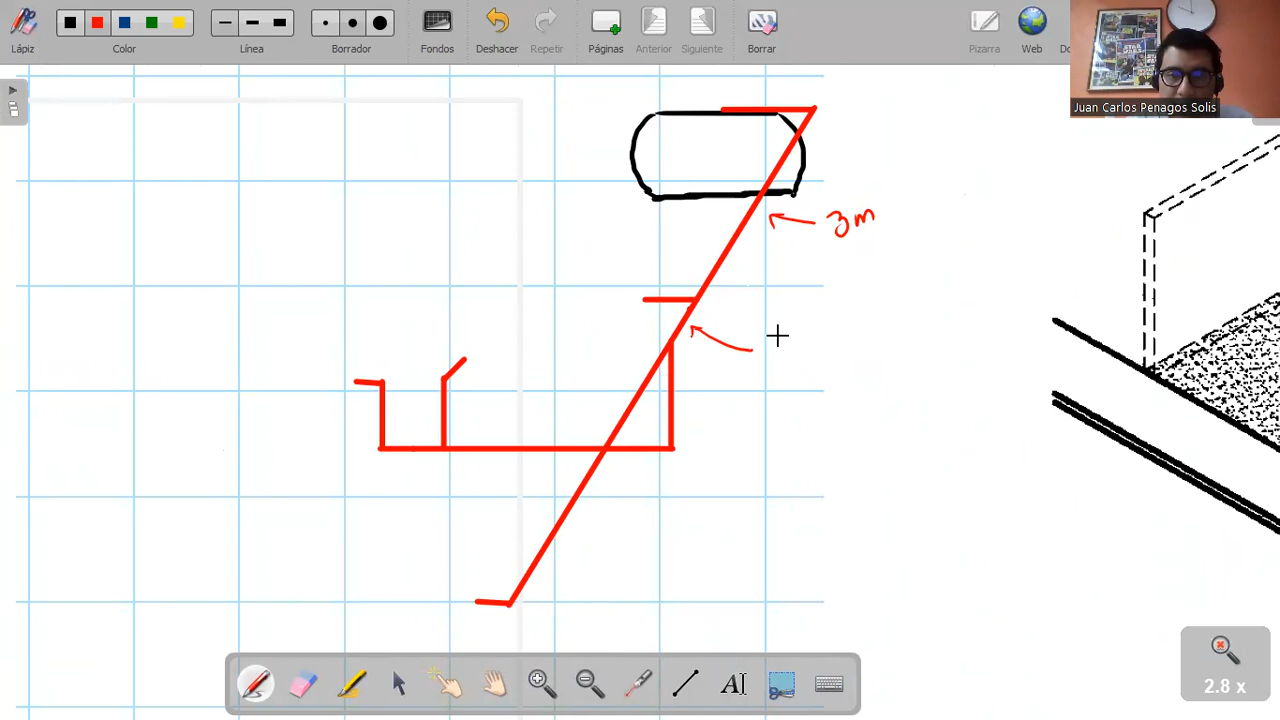 Lápiz
Color
Línea
Borrador
Fondos
Deshacer
Repetir
Páginas
Anterior
Siguiente
Borrar
Pizarra
Web
Juan Carlos Penagos Solis
3m
2.8 x